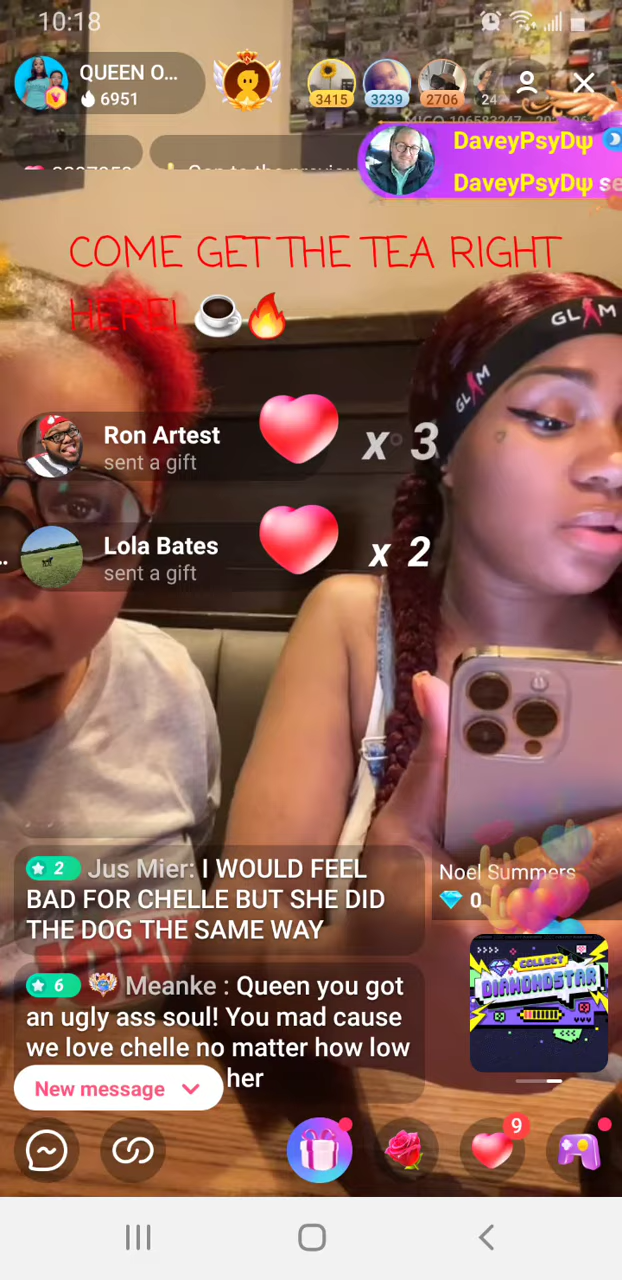 10:18
QUEEN O...
6951
3415
3239
2706
24
DaveyPsyDψ
DaveyPsyDψ se
COME GET THE TEA RIGHT
HERE! ☕🔥
GLAM
GLAM
Ron Artest
sent a gift
x 3
Lola Bates
sent a gift
x 2
2 Jus Mier: I WOULD FEEL
BAD FOR CHELLE BUT SHE DID
THE DOG THE SAME WAY
Noel Summers
0
6 Meanke : Queen you got
an ugly ass soul! You mad cause
we love chelle no matter how low
her
New message
COLLECT
DIAMONDSTAR
9